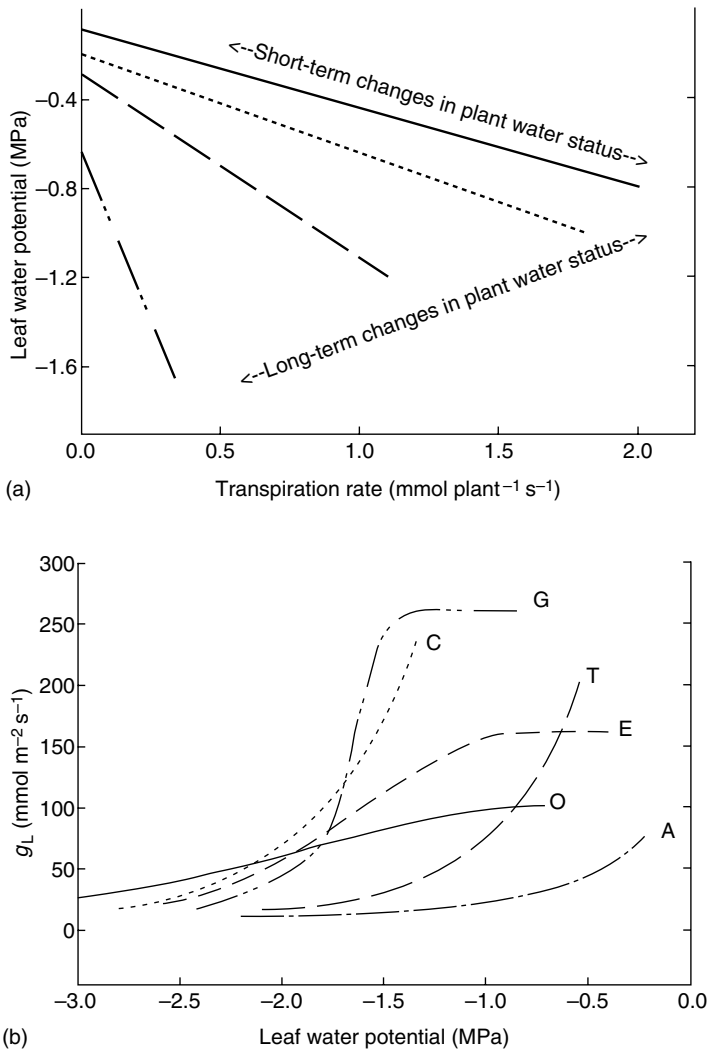 −0.4
−0.8
−1.2
−1.6
Leaf water potential (MPa)
<--Short-term changes in plant water status-->
<--Long-term changes in plant water status-->
0.0 0.5 1.0 1.5 2.0
(a) Transpiration rate (mmol plant⁻¹ s⁻¹)
300
250
200
150
100
50
0
gL (mmol m⁻² s⁻¹)
G
C
T
E
O
A
−3.0 −2.5 −2.0 −1.5 −1.0 −0.5 0.0
(b) Leaf water potential (MPa)